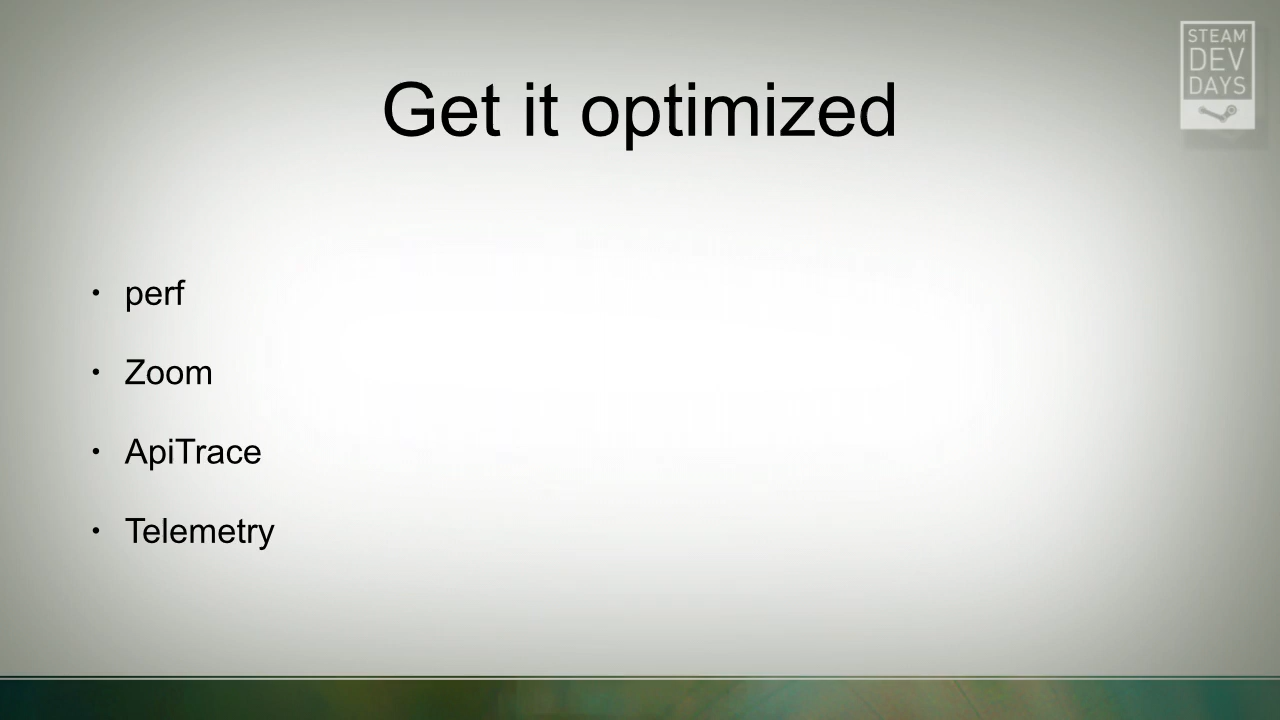 STEAM
DEV
DAYS
Get it optimized
• perf
• Zoom
• ApiTrace
• Telemetry